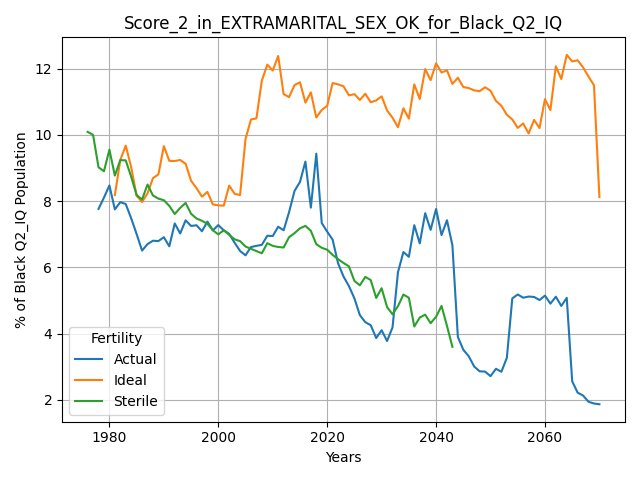 Score_2_in_EXTRAMARITAL_SEX_OK_for_Black_Q2_IQ
% of Black Q2_IQ Population
12
10
8
6
4
2
Fertility
Actual
Ideal
Sterile
1980
2000
2020
2040
2060
Years